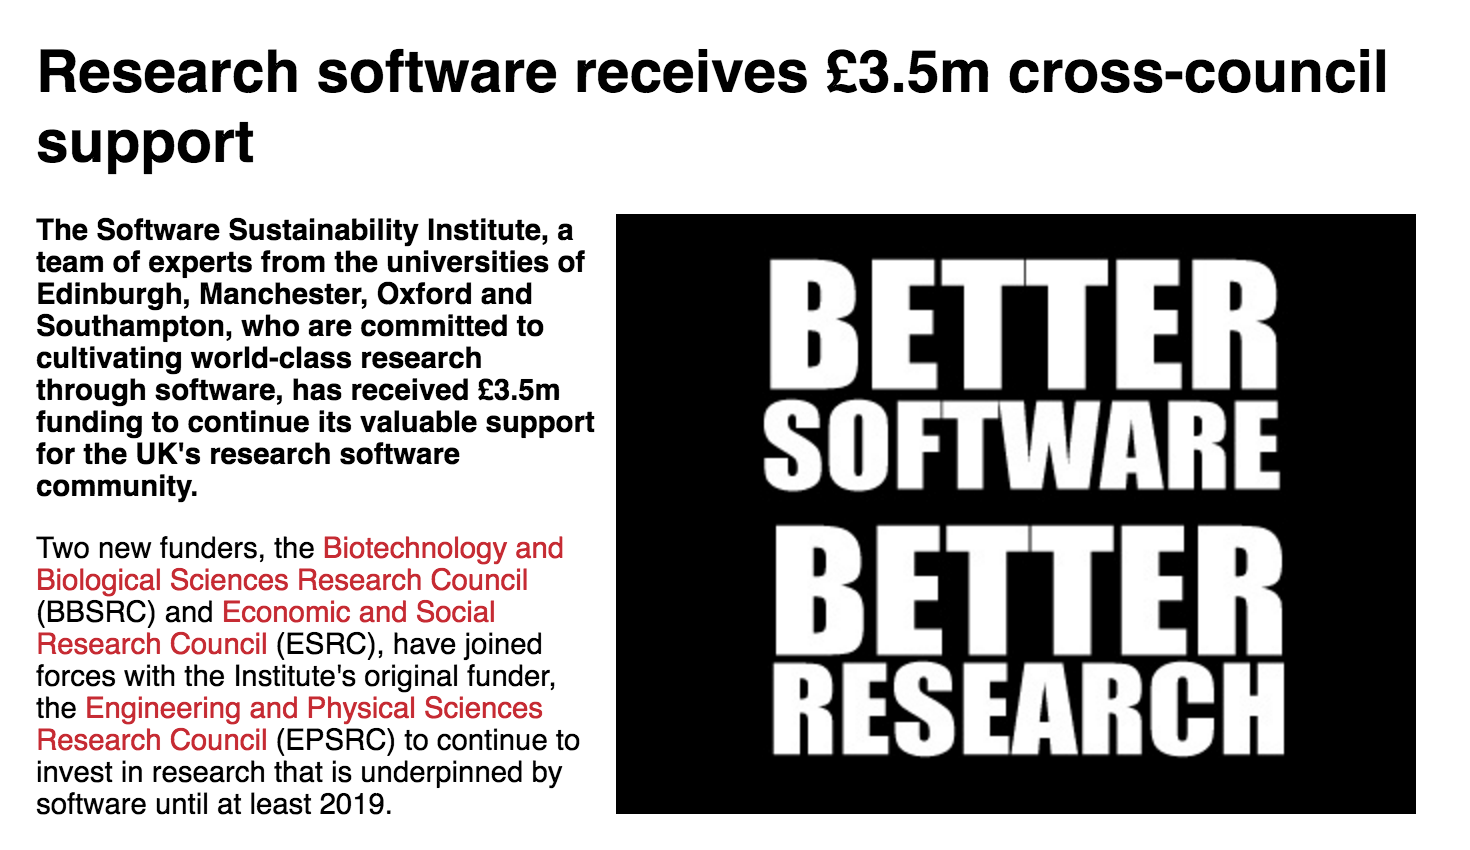 Research software receives £3.5m cross-council
support
The Software Sustainability Institute, a
team of experts from the universities of
Edinburgh, Manchester, Oxford and
Southampton, who are committed to
cultivating world-class research
through software, has received £3.5m
funding to continue its valuable support
for the UK's research software
community.
Two new funders, the Biotechnology and
Biological Sciences Research Council
(BBSRC) and Economic and Social
Research Council (ESRC), have joined
forces with the Institute's original funder,
the Engineering and Physical Sciences
Research Council (EPSRC) to continue to
invest in research that is underpinned by
software until at least 2019.
BETTER
SOFTWARE
BETTER
RESEARCH